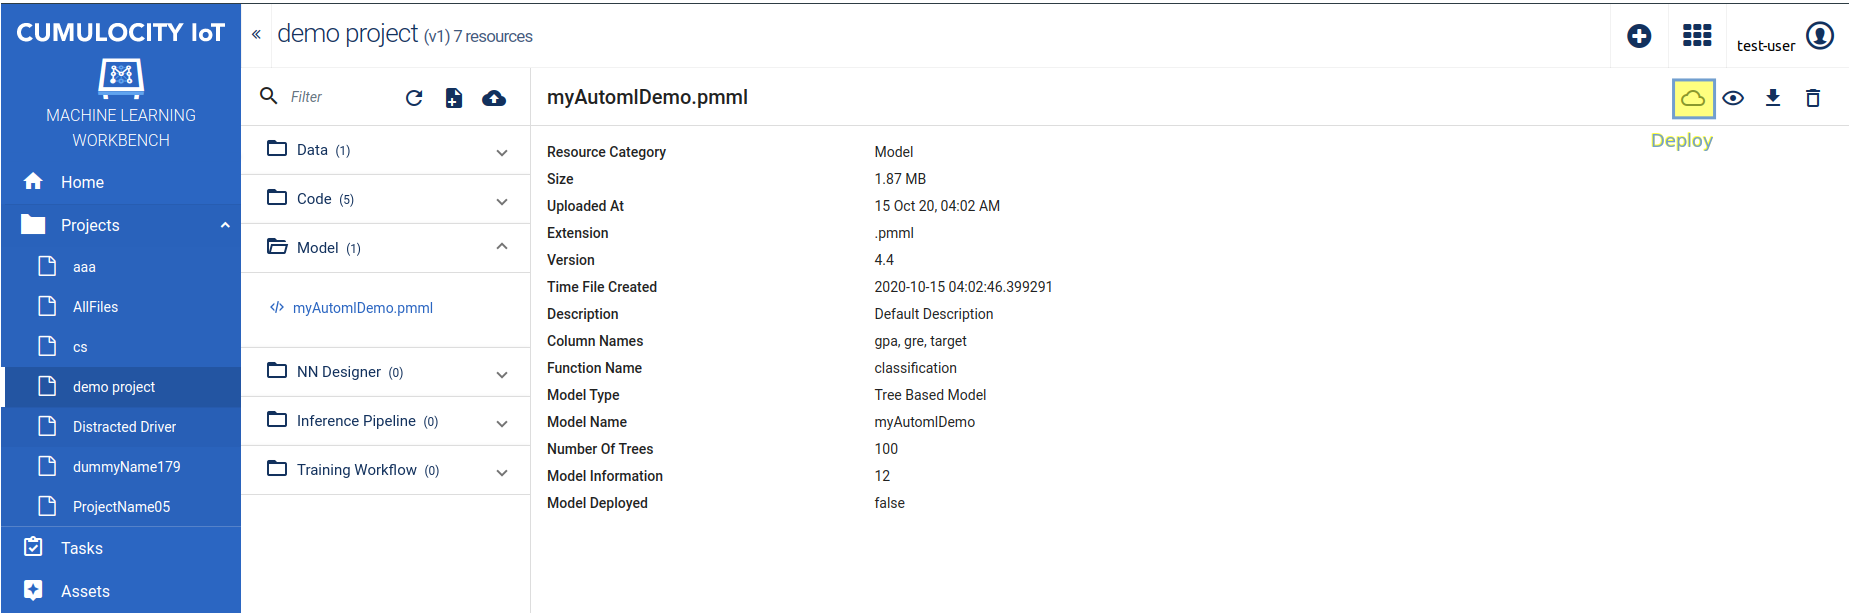 CUMULOCITY IoT
MACHINE LEARNING
WORKBENCH
Home
Projects
aaa
AllFiles
cs
demo project
Distracted Driver
dummyName179
ProjectName05
Tasks
Assets
« demo project (v1) 7 resources
test-user
Filter
Data (1)
Code (5)
Model (1)
</> myAutomlDemo.pmml
NN Designer (0)
Inference Pipeline (0)
Training Workflow (0)
myAutomlDemo.pmml
Deploy
Resource Category Model
Size 1.87 MB
Uploaded At 15 Oct 20, 04:02 AM
Extension .pmml
Version 4.4
Time File Created 2020-10-15 04:02:46.399291
Description Default Description
Column Names gpa, gre, target
Function Name classification
Model Type Tree Based Model
Model Name myAutomlDemo
Number Of Trees 100
Model Information 12
Model Deployed false